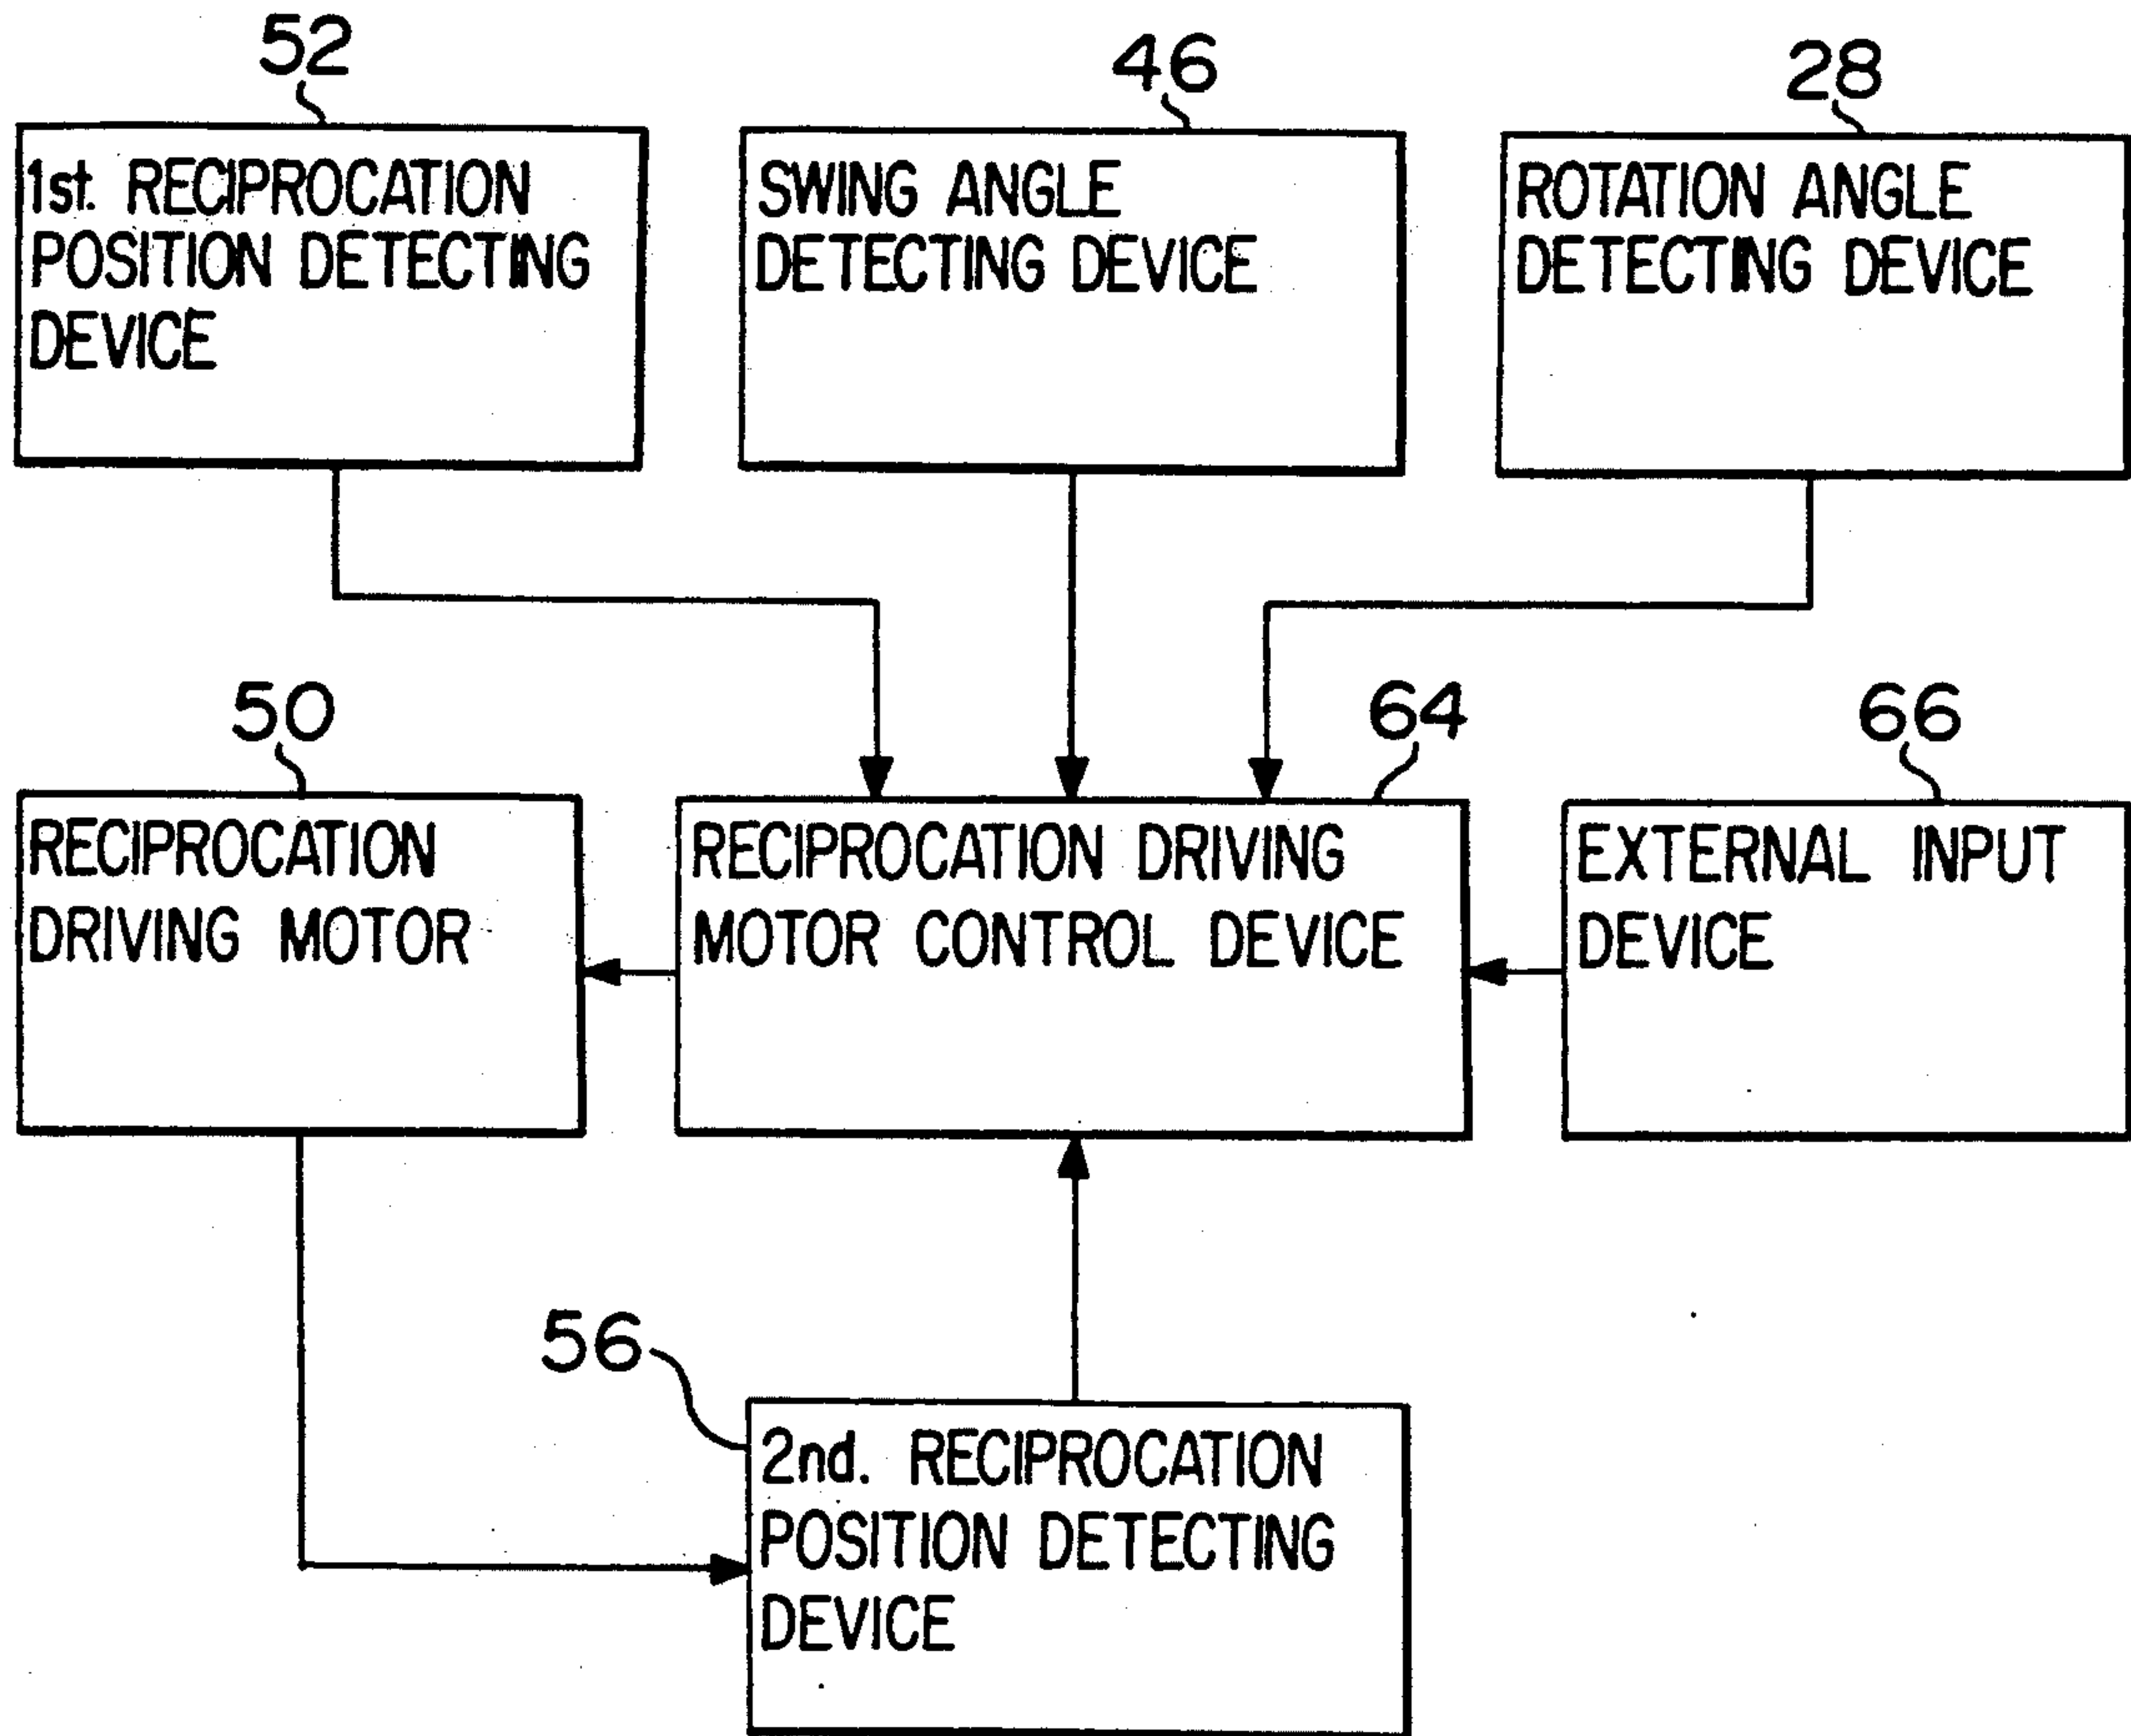 52
46
28
1st. RECIPROCATION
POSITION DETECTING
DEVICE
SWING ANGLE
DETECTING DEVICE
ROTATION ANGLE
DETECTING DEVICE
50
64
66
RECIPROCATION
DRIVING MOTOR
RECIPROCATION DRIVING
MOTOR CONTROL DEVICE
EXTERNAL INPUT
DEVICE
56
2nd. RECIPROCATION
POSITION DETECTING
DEVICE